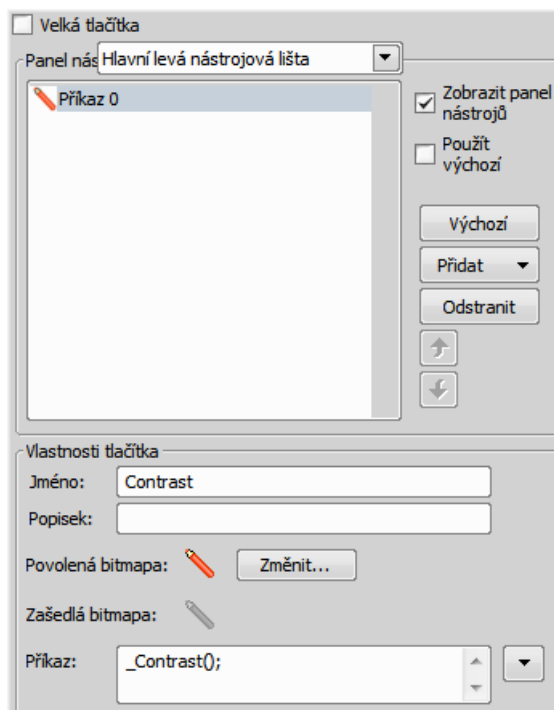 Velká tlačítka
Panel nás Hlavní levá nástrojová lišta
Příkaz 0
Zobrazit panel
nástrojů
Použít
výchozí
Výchozí
Přidat
Odstranit
Vlastnosti tlačítka
Jméno: Contrast
Popisek:
Povolená bitmapa: Změnit...
Zašedlá bitmapa:
Příkaz: _Contrast();